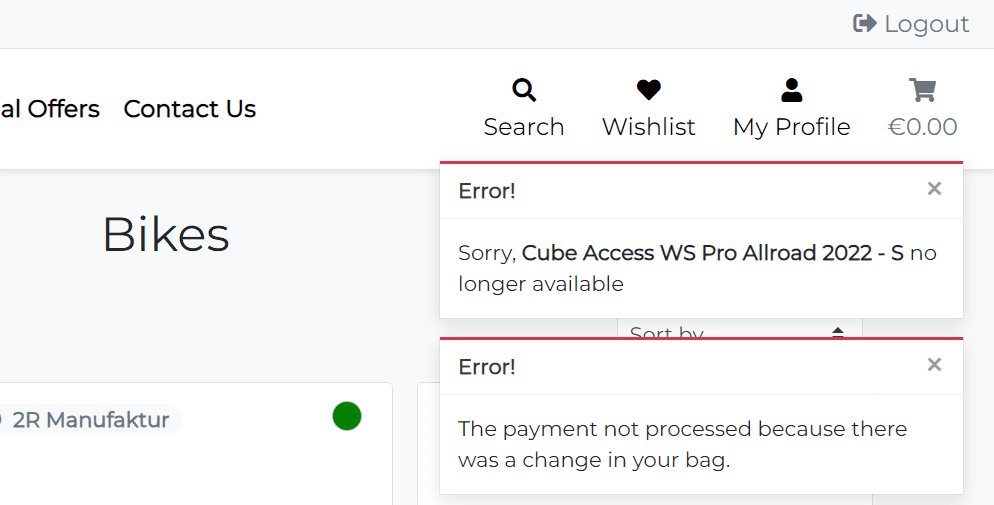 Logout
al Offers Contact Us
Search Wishlist My Profile €0.00
Error!
Bikes
Sorry, Cube Access WS Pro Allroad 2022 - S no
longer available
Sort by
Error!
2R Manufaktur
The payment not processed because there
was a change in your bag.